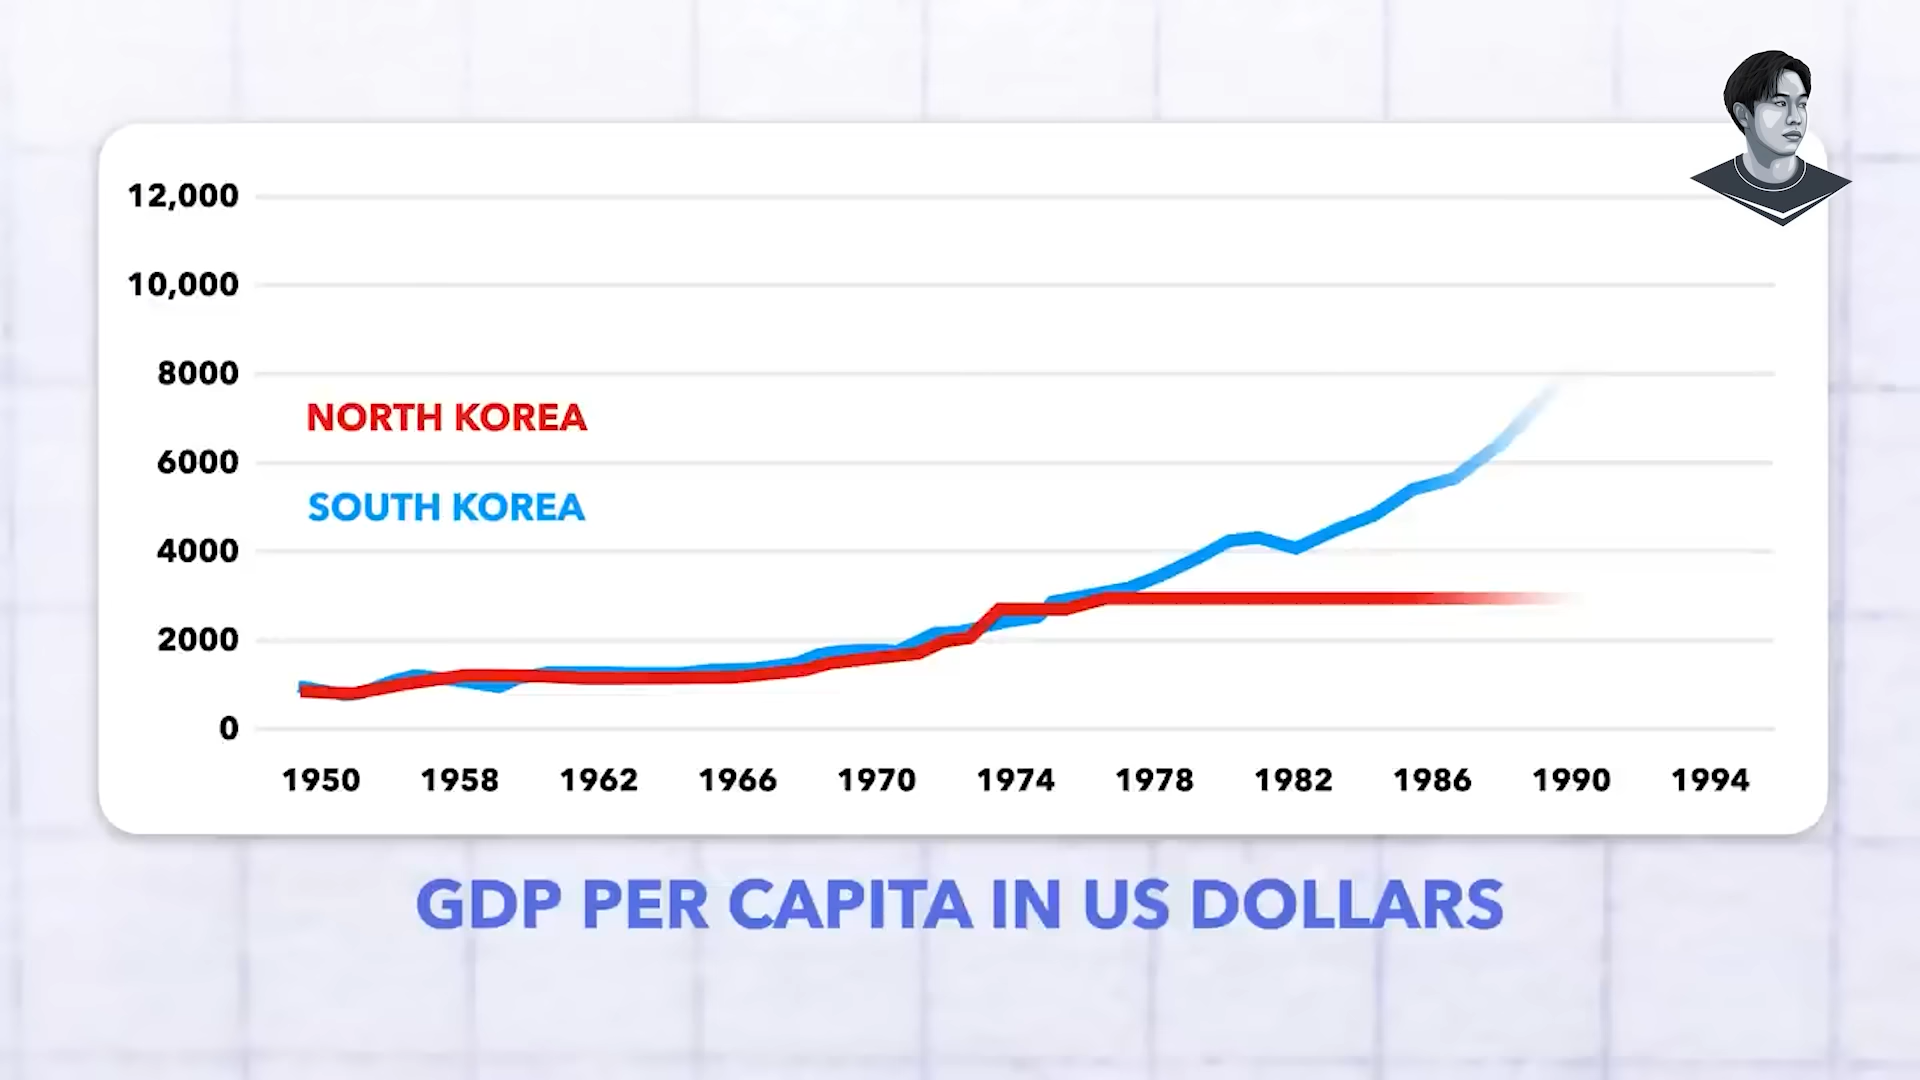 12,000
10,000
8000
NORTH KOREA
6000
SOUTH KOREA
4000
2000
0
1950 1958 1962 1966 1970 1974 1978 1982 1986 1990 1994
GDP PER CAPITA IN US DOLLARS